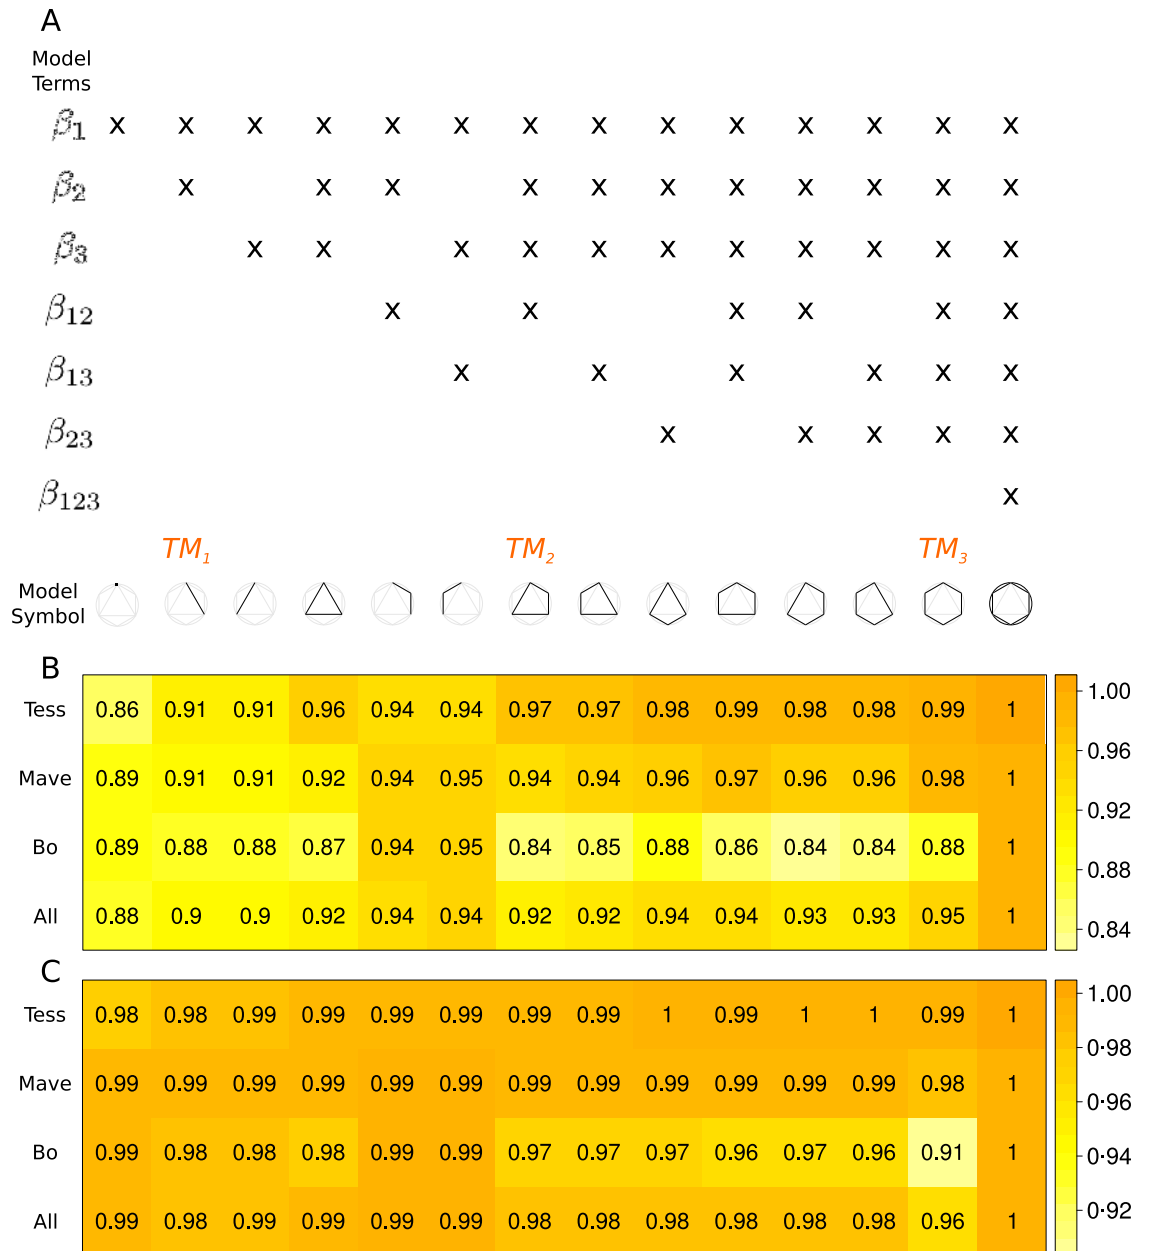 A
Model
Terms
β1 x x x x x x x x x x x x x x
β2 x x x x x x x x x x x
β3 x x x x x x x x x x x
β12 x x x x x x
β13 x x x x x x
β23 x x x x x
β123 x
TM1 TM2 TM3
Model
Symbol
B
Tess 0.86 0.91 0.91 0.96 0.94 0.94 0.97 0.97 0.98 0.99 0.98 0.98 0.99 1
Mave 0.89 0.91 0.91 0.92 0.94 0.95 0.94 0.94 0.96 0.97 0.96 0.96 0.98 1
Bo 0.89 0.88 0.88 0.87 0.94 0.95 0.84 0.85 0.88 0.86 0.84 0.84 0.88 1
All 0.88 0.9 0.9 0.92 0.94 0.94 0.92 0.92 0.94 0.94 0.93 0.93 0.95 1
1.00
0.96
0.92
0.88
0.84
C
Tess 0.98 0.98 0.99 0.99 0.99 0.99 0.99 0.99 1 0.99 1 1 0.99 1
Mave 0.99 0.99 0.99 0.99 0.99 0.99 0.99 0.99 0.99 0.99 0.99 0.99 0.98 1
Bo 0.99 0.98 0.98 0.98 0.99 0.99 0.97 0.97 0.97 0.96 0.97 0.96 0.91 1
All 0.99 0.98 0.99 0.99 0.99 0.99 0.98 0.98 0.98 0.98 0.98 0.98 0.96 1
1.00
0.98
0.96
0.94
0.92